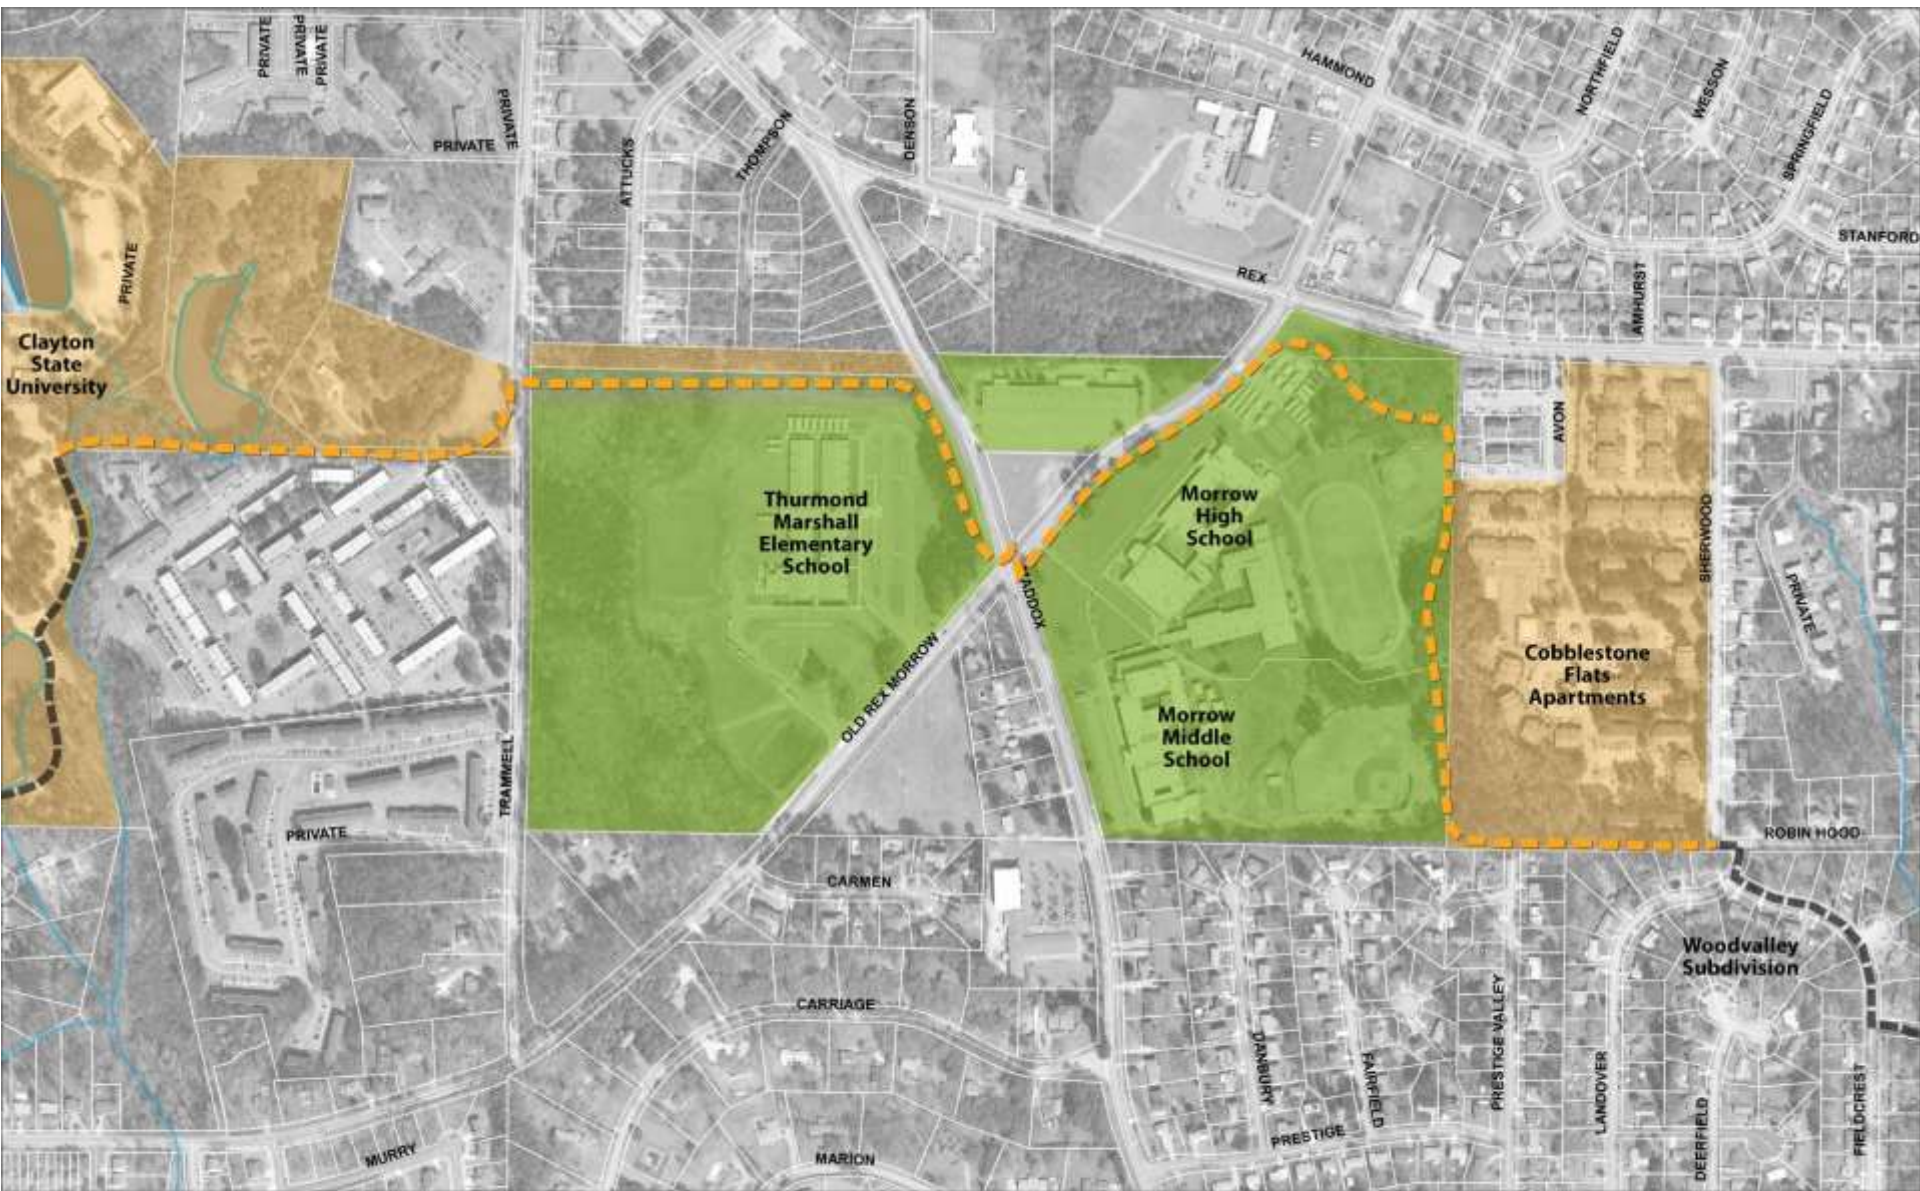 PRIVATE
PRIVATE
PRIVATE
PRIVATE
PRIVATE
HAMMOND
NORTHFIELD
WESSON
SPRINGFIELD
ATTUCKS
THOMPSON
DENSON
STANFORD
PRIVATE
REX
AMHURST
Clayton
State
University
AVON
Thurmond
Marshall
Elementary
School
Morrow
High
School
SHERWOOD
PRIVATE
ADDOX
OLD REX MORROW
Cobblestone
Flats
Apartments
Morrow
Middle
School
TRAMMELL
PRIVATE
ROBIN HOOD
CARMEN
Woodvalley
Subdivision
CARRIAGE
PRESTIGE VALLEY
DANBURY
FAIRFIELD
LANDOVER
DEERFIELD
FIELDCREST
PRESTIGE
MURRY
MARION